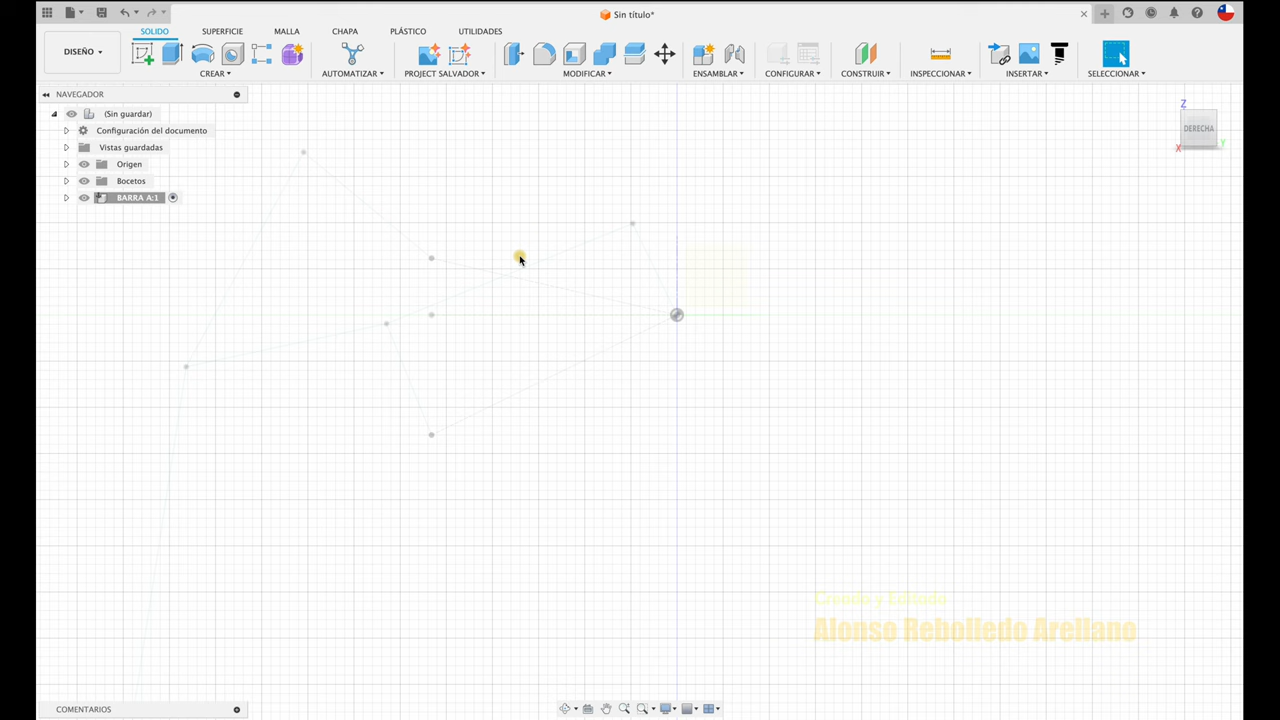 Sin título*
DISEÑO
SOLIDO
SUPERFICIE
MALLA
CHAPA
PLÁSTICO
UTILIDADES
CREAR
AUTOMATIZAR
PROJECT SALVADOR
MODIFICAR
ENSAMBLAR
CONFIGURAR
CONSTRUIR
INSPECCIONAR
INSERTAR
SELECCIONAR
NAVEGADOR
(Sin guardar)
Configuración del documento
Vistas guardadas
Origen
Bocetos
BARRA A:1
Z
DERECHA
X
Y
Creado y Editado
Alonso Rebolledo Arellano
COMENTARIOS